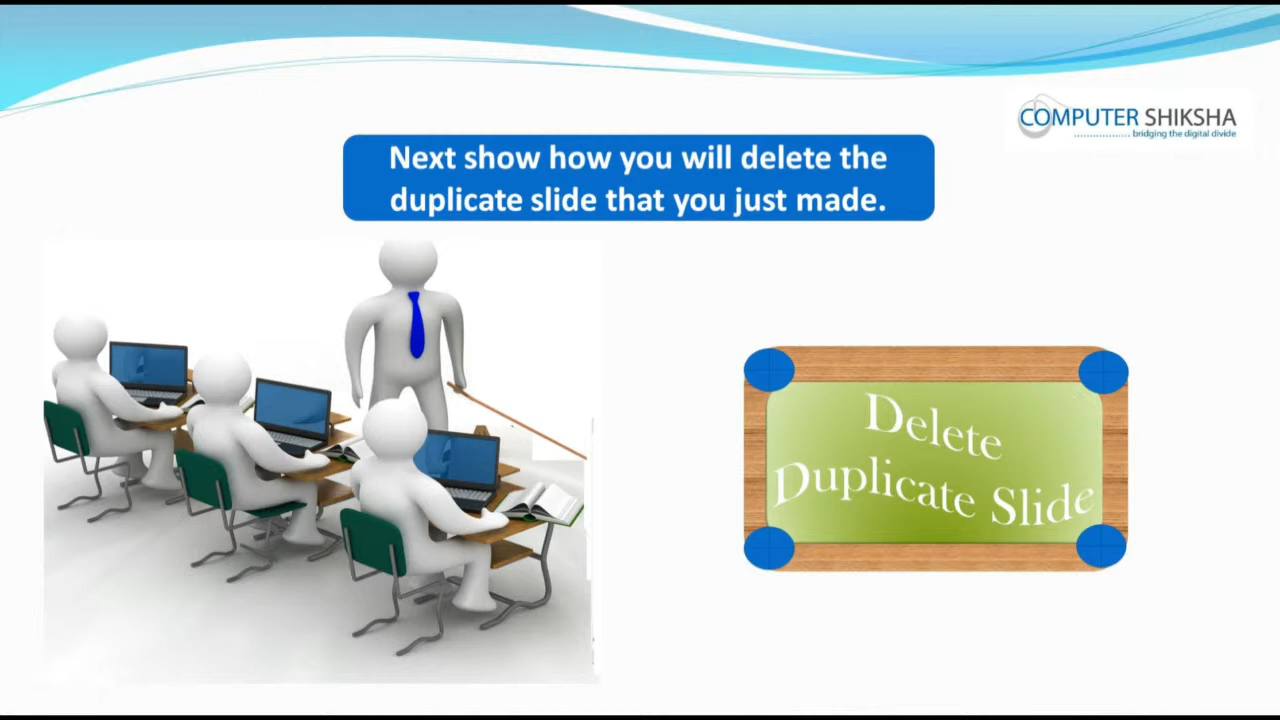 COMPUTER SHIKSHA
bridging the digital divide
Next show how you will delete the
duplicate slide that you just made.
Delete
Duplicate Slide